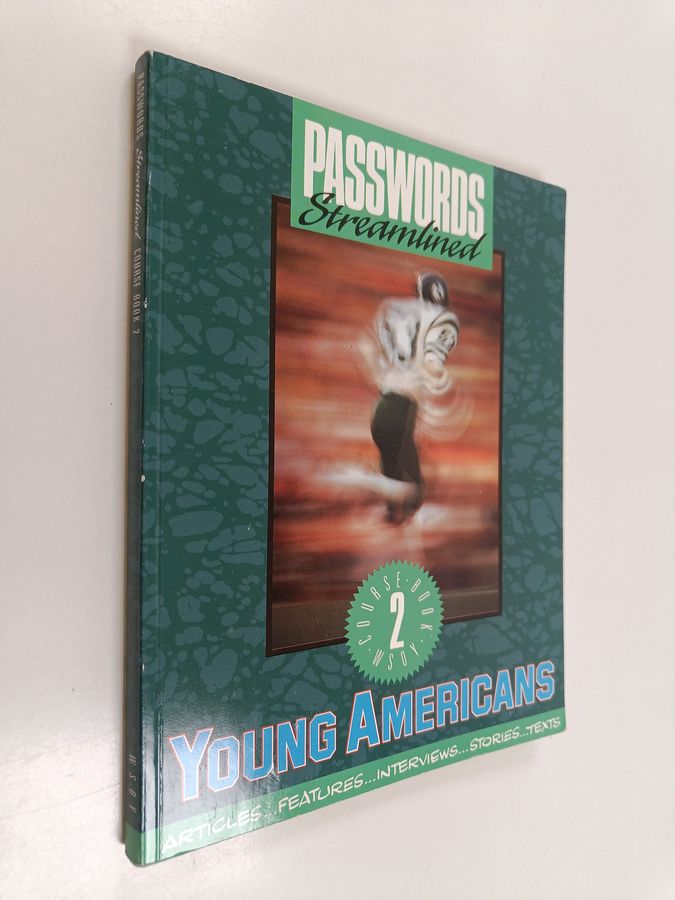 PASSWORDS
Streamlined
COURSE·BOOK·
2
WSOY
YOUNG AMERICANS
ARTICLES...FEATURES...INTERVIEWS...STORIES...TEXTS
PASSWORDS Streamlined COURSE BOOK 2
WSOY